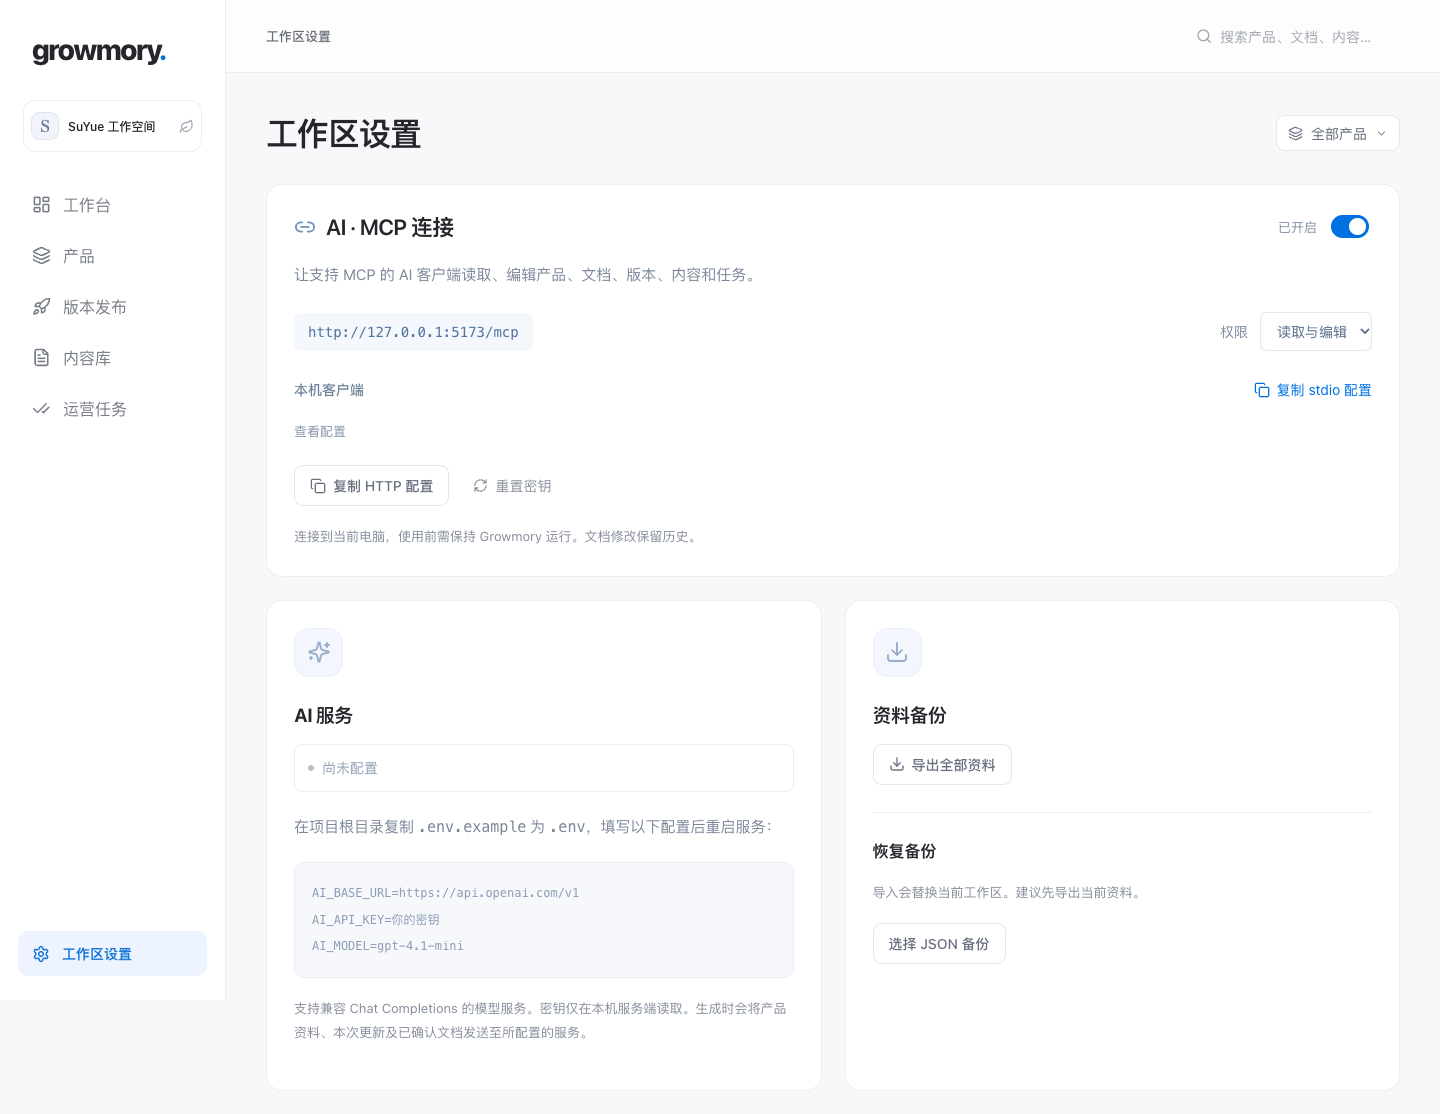 growmory.
工作区设置
搜索产品、文档、内容...
S
SuYue 工作空间
工作台
产品
版本发布
内容库
运营任务
工作区设置
工作区设置
全部产品
AI · MCP 连接
已开启
让支持 MCP 的 AI 客户端读取、编辑产品、文档、版本、内容和任务。
http://127.0.0.1:5173/mcp
权限
读取与编辑
本机客户端
复制 stdio 配置
查看配置
复制 HTTP 配置
重置密钥
连接到当前电脑，使用前需保持 Growmory 运行。文档修改保留历史。
AI 服务
尚未配置
在项目根目录复制 .env.example 为 .env，填写以下配置后重启服务：
AI_BASE_URL=https://api.openai.com/v1
AI_API_KEY=你的密钥
AI_MODEL=gpt-4.1-mini
支持兼容 Chat Completions 的模型服务。密钥仅在本机服务端读取。生成时会将产品
资料、本次更新及已确认文档发送至所配置的服务。
资料备份
导出全部资料
恢复备份
导入会替换当前工作区。建议先导出当前资料。
选择 JSON 备份